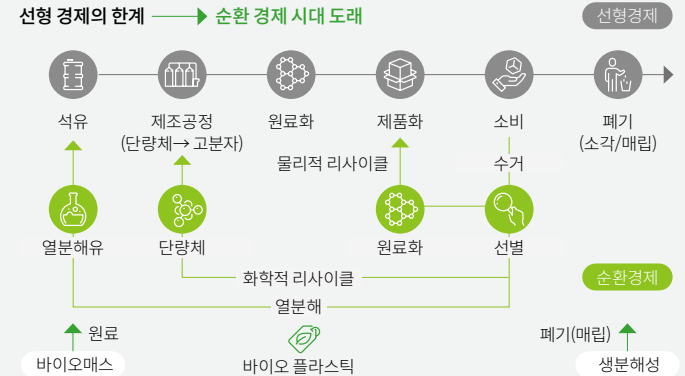 선형 경제의 한계 → 순환 경제 시대 도래
선형경제
석유
제조공정
(단량체→ 고분자)
원료화
제품화
소비
폐기
(소각/매립)
물리적 리사이클
수거
열분해유
단량체
원료화
선별
화학적 리사이클
순환경제
열분해
원료
바이오매스
바이오 플라스틱
폐기(매립)
생분해성